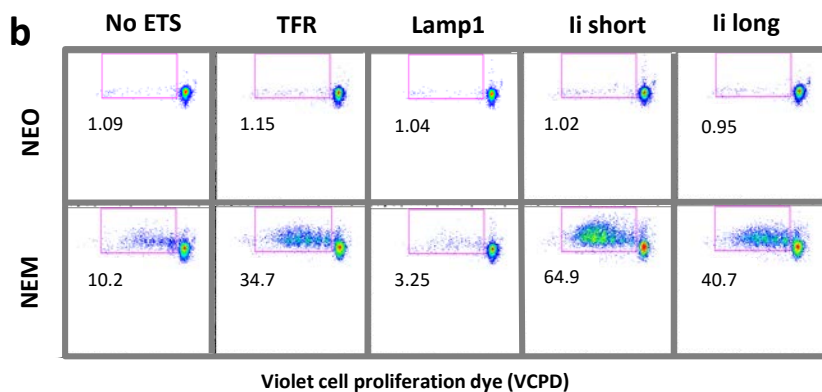 b
No ETS TFR Lamp1 Ii short Ii long
NEO
1.09 1.15 1.04 1.02 0.95
NEM
10.2 34.7 3.25 64.9 40.7
Violet cell proliferation dye (VCPD)